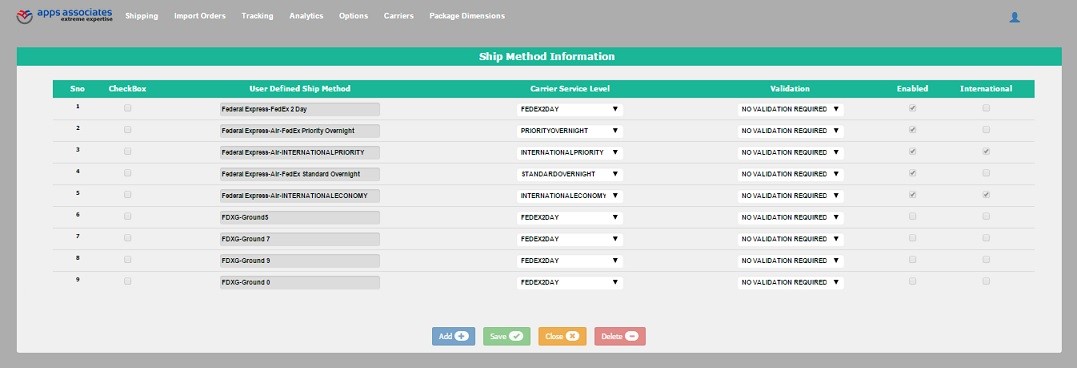 apps associates
extreme expertise
Shipping Import Orders Tracking Analytics Options Carriers Package Dimensions
Ship Method Information
Sno CheckBox User Defined Ship Method Carrier Service Level Validation Enabled International
1 Federal Express-FedEx 2 Day FEDEX2DAY NO VALIDATION REQUIRED
2 Federal Express-Air-FedEx Priority Overnight PRIORITYOVERNIGHT NO VALIDATION REQUIRED
3 Federal Express-Air-INTERNATIONALPRIORITY INTERNATIONALPRIORITY NO VALIDATION REQUIRED
4 Federal Express-Air-FedEx Standard Overnight STANDARDOVERNIGHT NO VALIDATION REQUIRED
5 Federal Express-Air-INTERNATIONALECONOMY INTERNATIONALECONOMY NO VALIDATION REQUIRED
6 FDXG-Ground5 FEDEX2DAY NO VALIDATION REQUIRED
7 FDXG-Ground 7 FEDEX2DAY NO VALIDATION REQUIRED
8 FDXG-Ground 9 FEDEX2DAY NO VALIDATION REQUIRED
9 FDXG-Ground 0 FEDEX2DAY NO VALIDATION REQUIRED
Add Save Close Delete